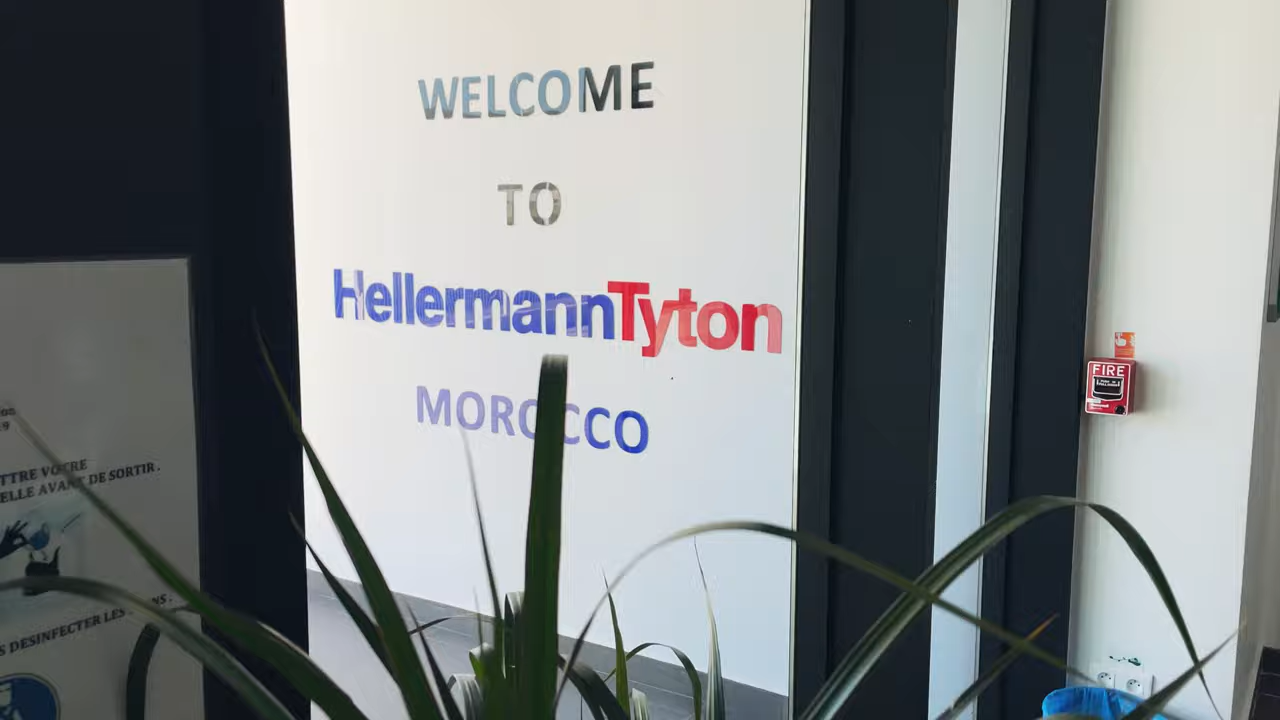 WELCOME
TO
HellermannTyton
MOROCCO
FIRE
TTRE VOTRE
ELLE AVANT DE SORTIR.
S DESINFECTER LES